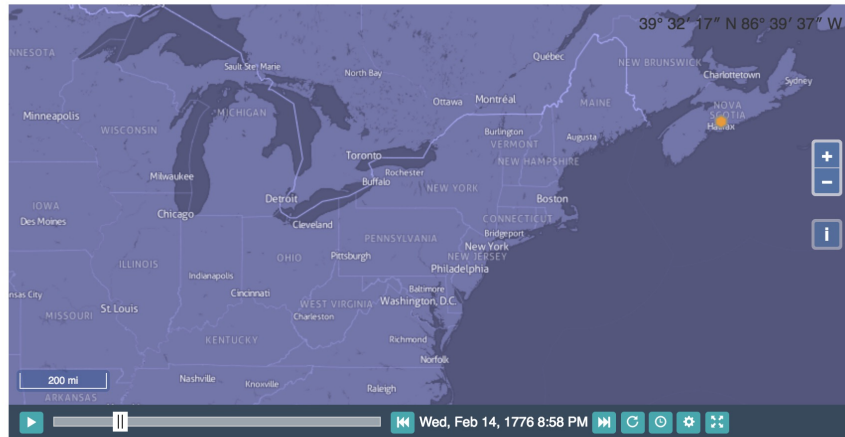 39° 32′ 17″ N 86° 39′ 37″ W
NNESOTA
Québec
NEW BRUNSWICK
Sault Ste. Marie
North Bay
Charlottetown
Sydney
Ottawa
Montréal
MAINE
NOVA
SCOTIA
Minneapolis
MICHIGAN
Halifax
WISCONSIN
Burlington
Augusta
VERMONT
Toronto
NEW HAMPSHIRE
+
Milwaukee
Rochester
Buffalo
NEW YORK
−
IOWA
Detroit
Boston
Des Moines
Chicago
Cleveland
CONNECTICUT
Bridgeport
i
PENNSYLVANIA
New York
ILLINOIS
OHIO
Pittsburgh
NEW JERSEY
Philadelphia
Indianapolis
nsas City
Cincinnati
Baltimore
WEST VIRGINIA
Washington, D.C.
MISSOURI
St Louis
Charleston
KENTUCKY
Richmond
Norfolk
200 mi
Nashville
Knoxville
Raleigh
ARKANSAS
Wed, Feb 14, 1776 8:58 PM